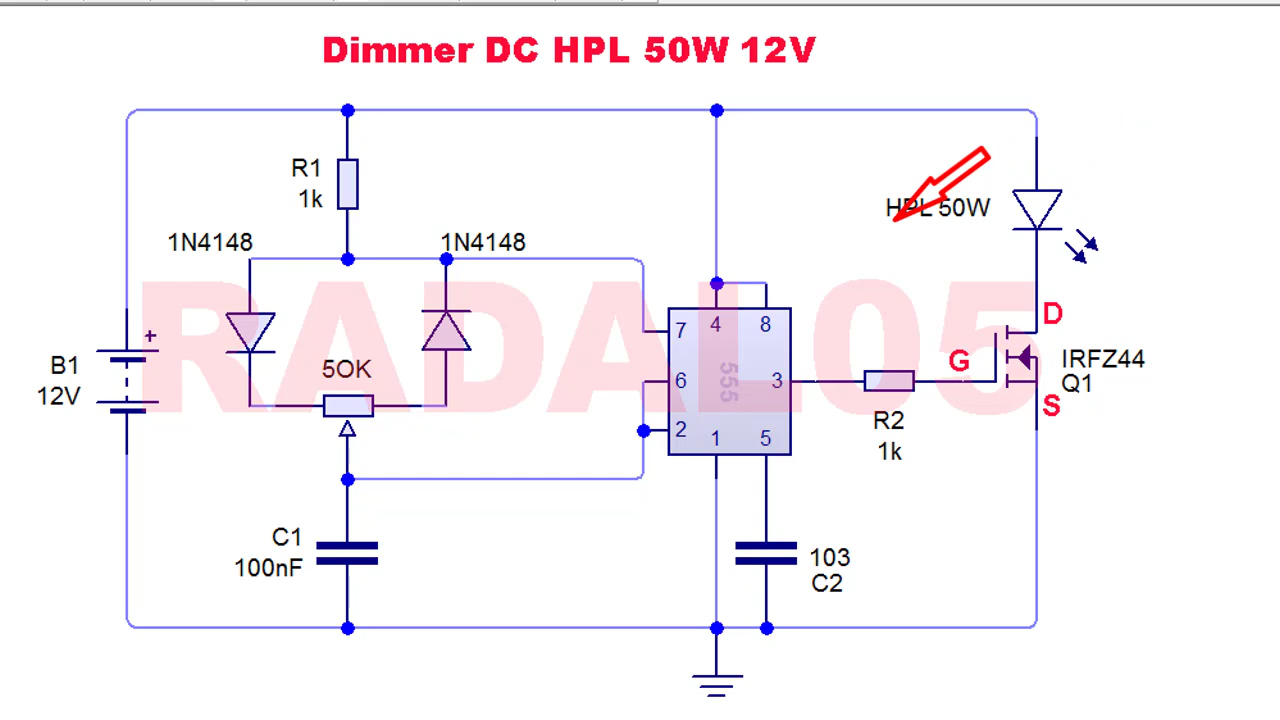 Dimmer DC HPL 50W 12V
R1
1k
HPL 50W
1N4148
1N4148
RADAL05
D
7
4
8
+
B1
12V
5OK
6
3
555
G
IRFZ44
Q1
S
2
1
5
R2
1k
C1
100nF
103
C2